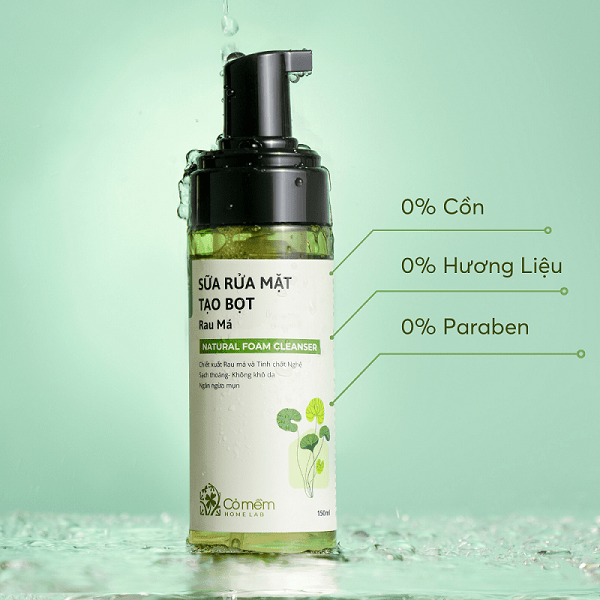 0% Cồn
0% Hương Liệu
0% Paraben
SỮA RỬA MẶT
TẠO BỌT
Rau Má
NATURAL FOAM CLEANSER
Chiết xuất Rau má và Tinh chất Nghệ
Sạch thoáng- Không khô da
Ngăn ngừa mụn
Cỏ mềm
HOME LAB
150ml